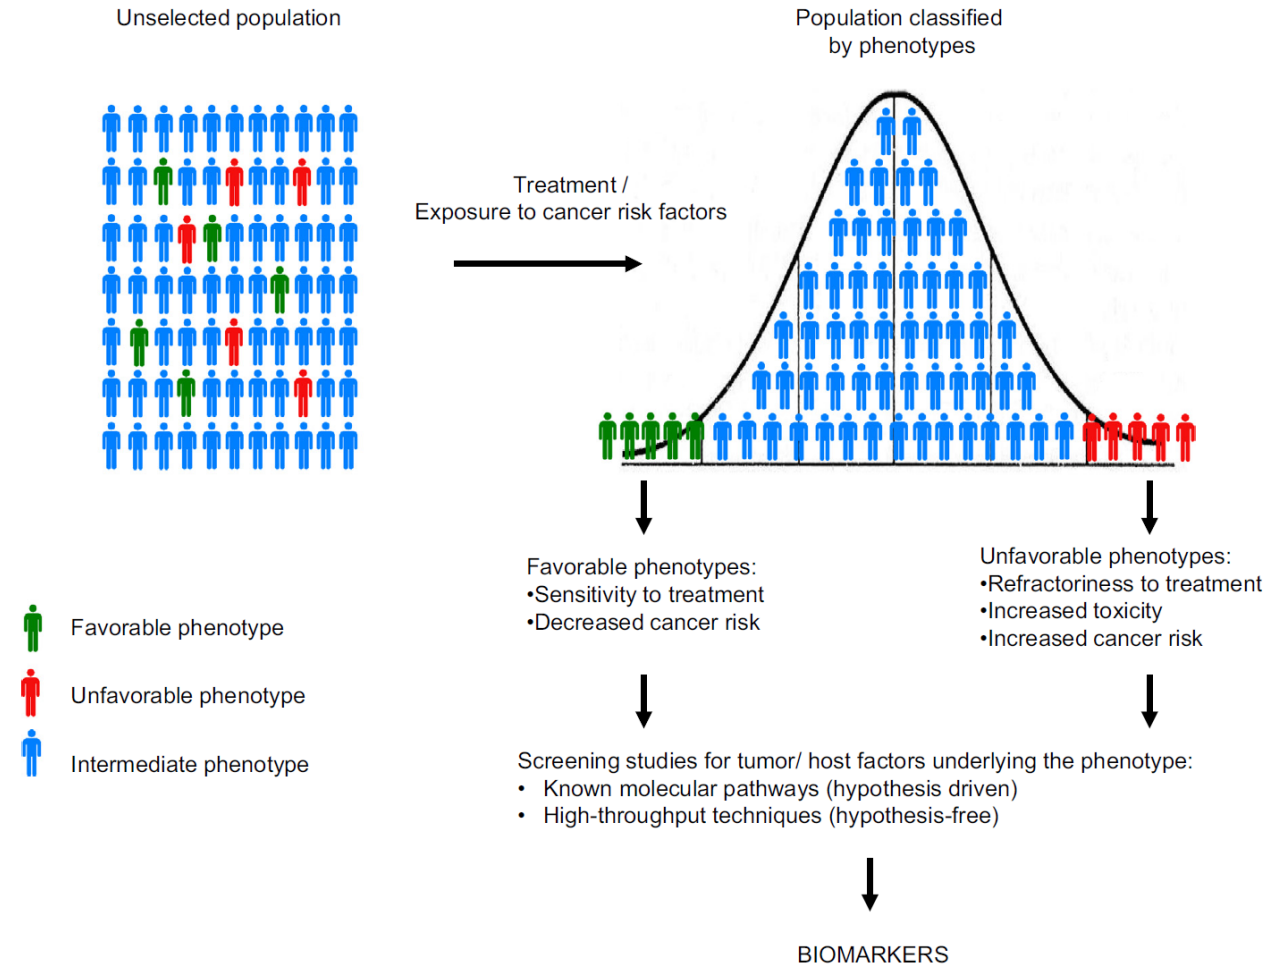 Unselected population
Population classified
by phenotypes
Treatment /
Exposure to cancer risk factors
Favorable phenotypes:
•Sensitivity to treatment
•Decreased cancer risk
Unfavorable phenotypes:
•Refractoriness to treatment
•Increased toxicity
•Increased cancer risk
Favorable phenotype
Unfavorable phenotype
Intermediate phenotype
Screening studies for tumor/ host factors underlying the phenotype:
• Known molecular pathways (hypothesis driven)
• High-throughput techniques (hypothesis-free)
BIOMARKERS